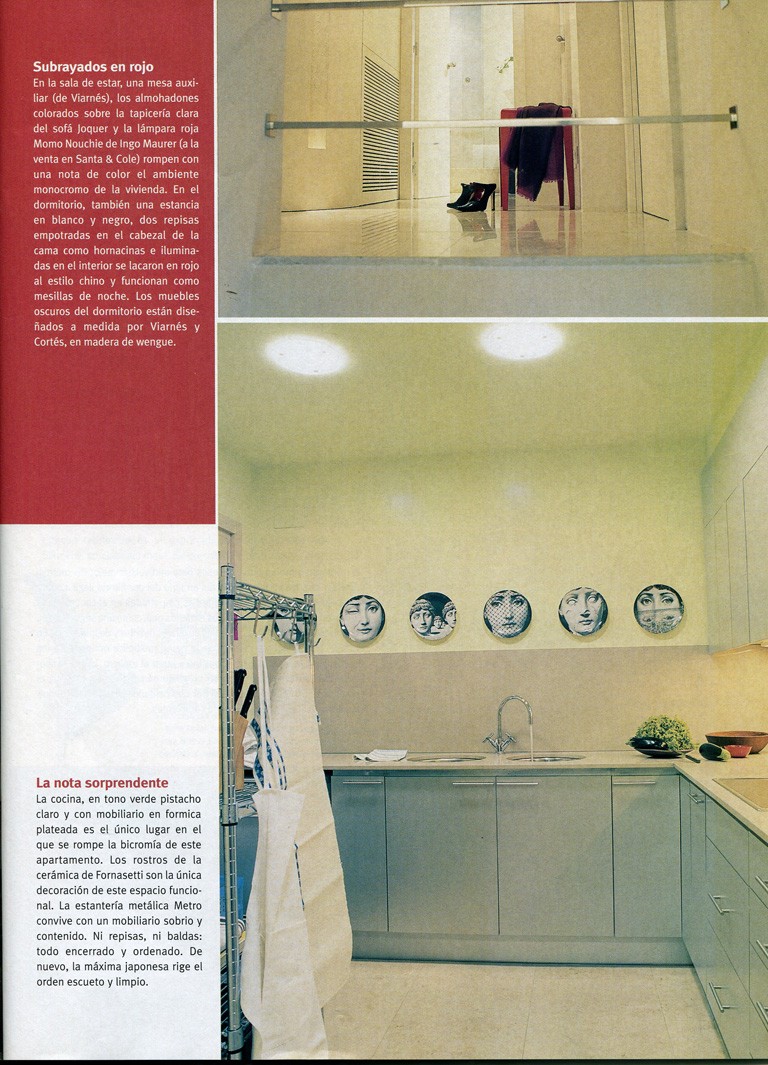 Subrayados en rojo
En la sala de estar, una mesa auxi-
liar (de Viarnés), los almohadones
colorados sobre la tapicería clara
del sofá Joquer y la lámpara roja
Momo Nouchie de Ingo Maurer (a la
venta en Santa & Cole) rompen con
una nota de color el ambiente
monocromo de la vivienda. En el
dormitorio, también una estancia
en blanco y negro, dos repisas
empotradas en el cabezal de la
cama como hornacinas e ilumina-
das en el interior se lacaron en rojo
al estilo chino y funcionan como
mesillas de noche. Los muebles
oscuros del dormitorio están dise-
ñados a medida por Viarnés y
Cortés, en madera de wengue.
La nota sorprendente
La cocina, en tono verde pistacho
claro y con mobiliario en formica
plateada es el único lugar en el
que se rompe la bicromía de este
apartamento. Los rostros de la
cerámica de Fornasetti son la única
decoración de este espacio funcio-
nal. La estantería metálica Metro
convive con un mobiliario sobrio y
contenido. Ni repisas, ni baldas:
todo encerrado y ordenado. De
nuevo, la máxima japonesa rige el
orden escueto y limpio.